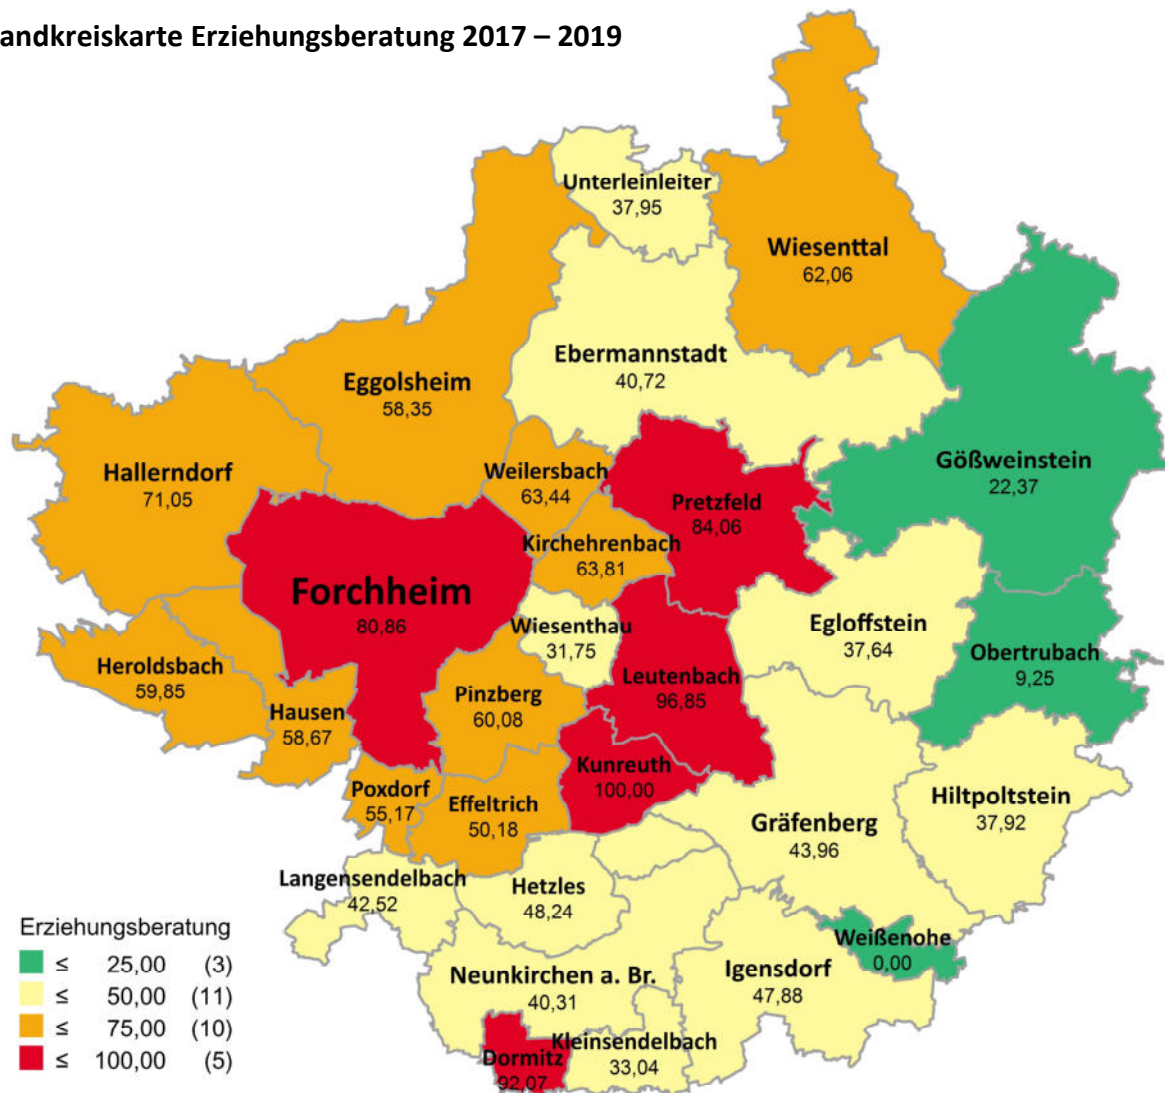 andkreiskarte Erziehungsberatung 2017 – 2019
Unterleinleiter
37,95
Wiesenttal
62,06
Ebermannstadt
40,72
Eggolsheim
58,35
Hallerndorf
71,05
Weilersbach
63,44
Pretzfeld
84,06
Gößweinstein
22,37
Kirchehrenbach
63,81
Forchheim
80,86
Wiesenthau
31,75
Egloffstein
37,64
Heroldsbach
59,85
Leutenbach
96,85
Obertrubach
9,25
Pinzberg
60,08
Hausen
58,67
Kunreuth
100,00
Poxdorf
55,17
Effeltrich
50,18
Hiltpoltstein
37,92
Gräfenberg
43,96
Langensendelbach
42,52
Hetzles
48,24
Weißenohe
0,00
Neunkirchen a. Br.
40,31
Igensdorf
47,88
Kleinsendelbach
33,04
Dormitz
92,07
Erziehungsberatung
≤ 25,00 (3)
≤ 50,00 (11)
≤ 75,00 (10)
≤ 100,00 (5)